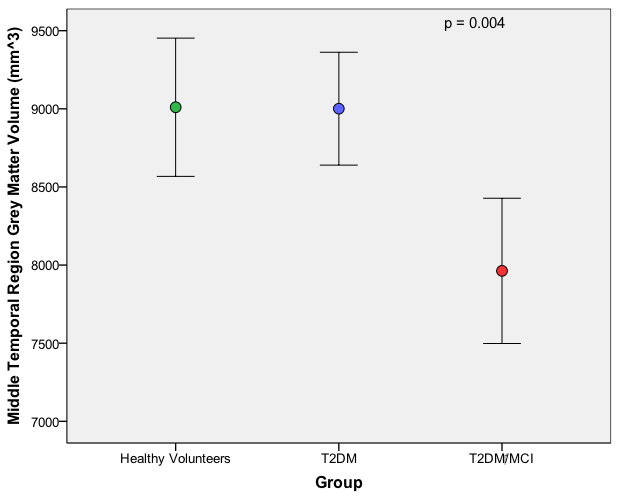 p = 0.004
Middle Temporal Region Grey Matter Volume (mm^3)
9500
9000
8500
8000
7500
7000
Healthy Volunteers
T2DM
T2DM/MCI
Group